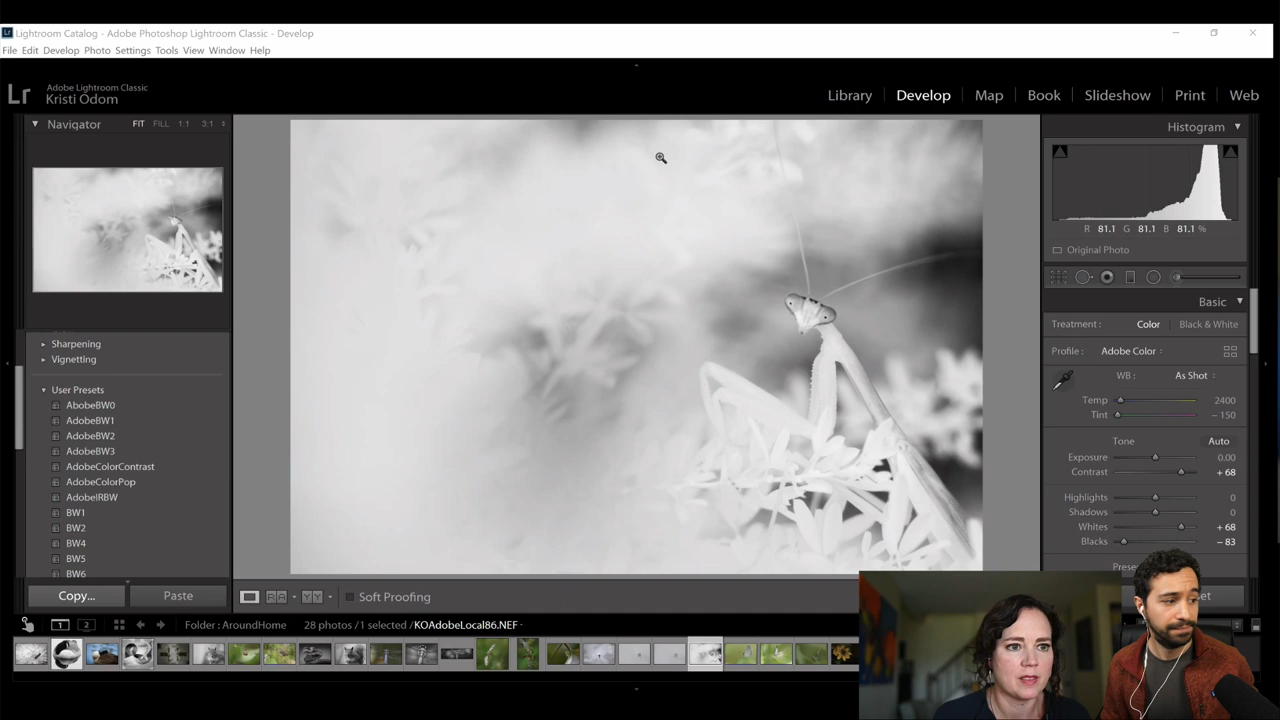 Lightroom Catalog - Adobe Photoshop Lightroom Classic - Develop
File Edit Develop Photo Settings Tools View Window Help
Lr
Adobe Lightroom Classic
Kristi Odom
Library Develop Map Book Slideshow Print Web
Navigator FIT FILL 1:1 3:1
Histogram
R 81.1 G 81.1 B 81.1 %
Original Photo
Basic
Treatment : Color Black & White
Profile : Adobe Color
WB : As Shot
Temp 2400
Tint - 150
Tone Auto
Exposure 0.00
Contrast + 68
Highlights 0
Shadows 0
Whites + 68
Blacks - 83
Sharpening
Vignetting
User Presets
AbobeBW0
AdobeBW1
AdobeBW2
AdobeBW3
AdobeColorContrast
AdobeColorPop
AdobeIRBW
BW1
BW2
BW4
BW5
BW6
Copy... Paste
Soft Proofing
1 2 Folder : AroundHome 28 photos / 1 selected / KOAdobeLocal86.NEF